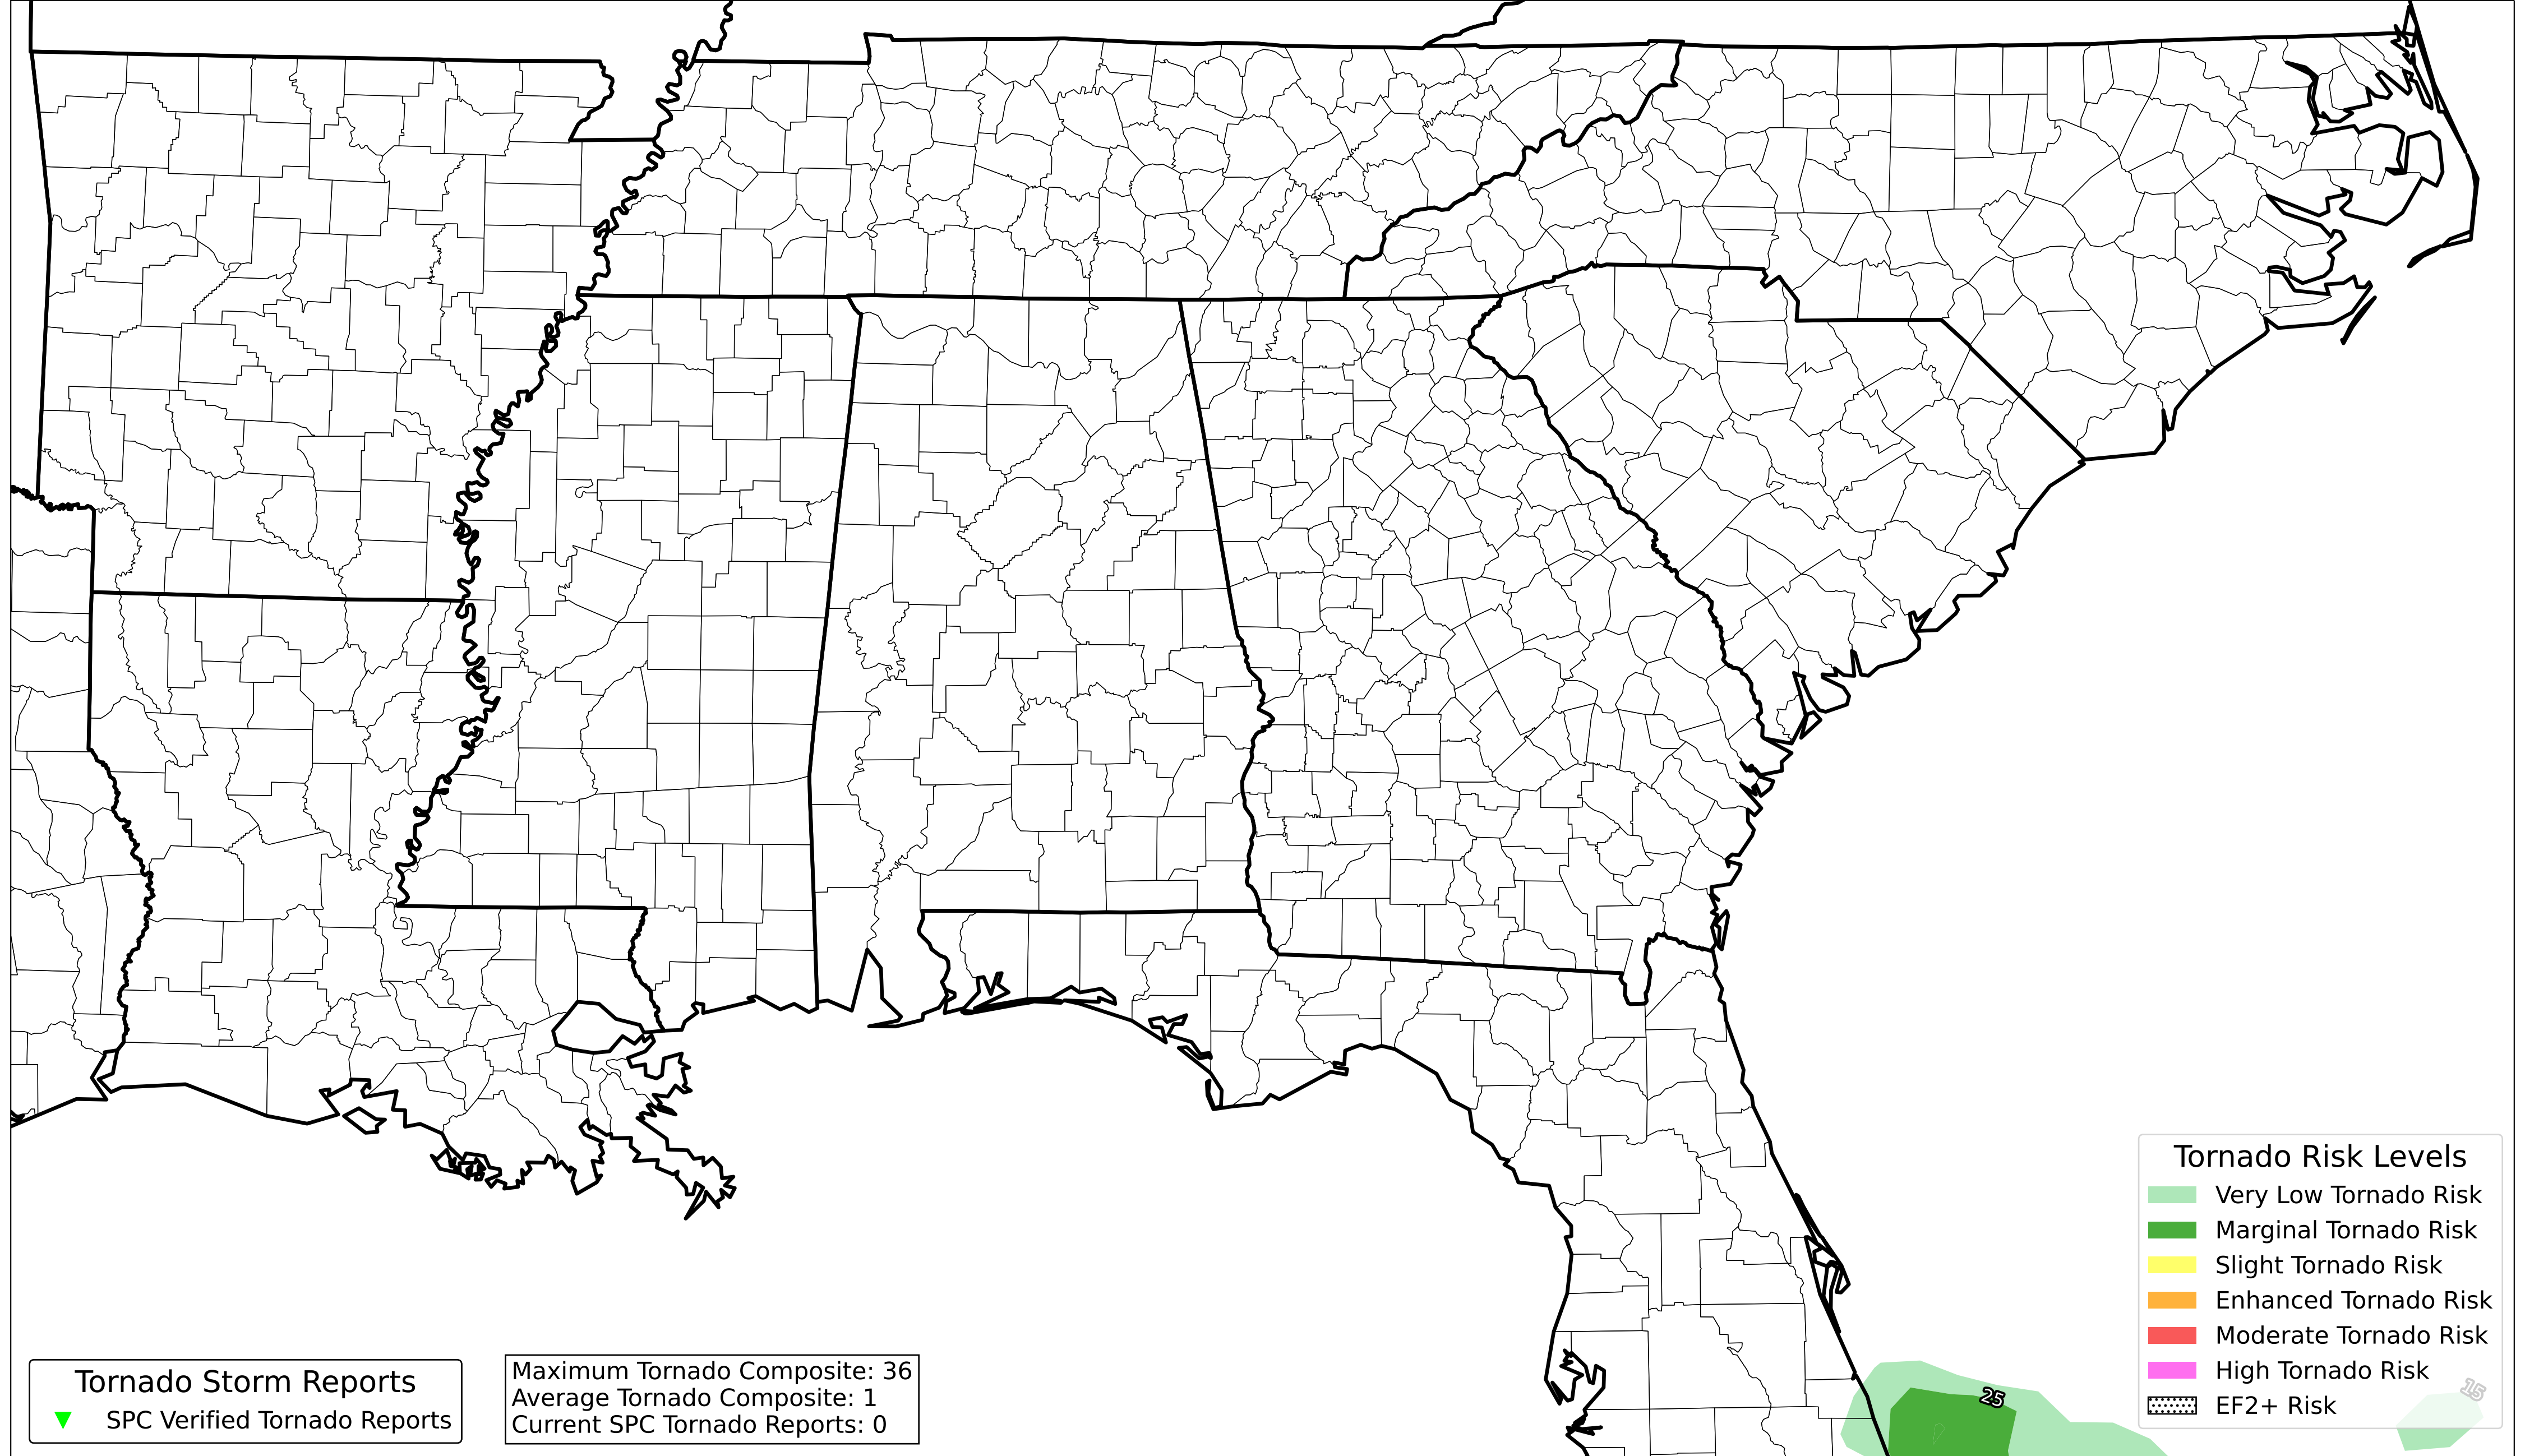 Tornado Risk Levels
Very Low Tornado Risk
Marginal Tornado Risk
Slight Tornado Risk
Enhanced Tornado Risk
Moderate Tornado Risk
High Tornado Risk
EF2+ Risk
25
15
Tornado Storm Reports
SPC Verified Tornado Reports
Maximum Tornado Composite: 36
Average Tornado Composite: 1
Current SPC Tornado Reports: 0